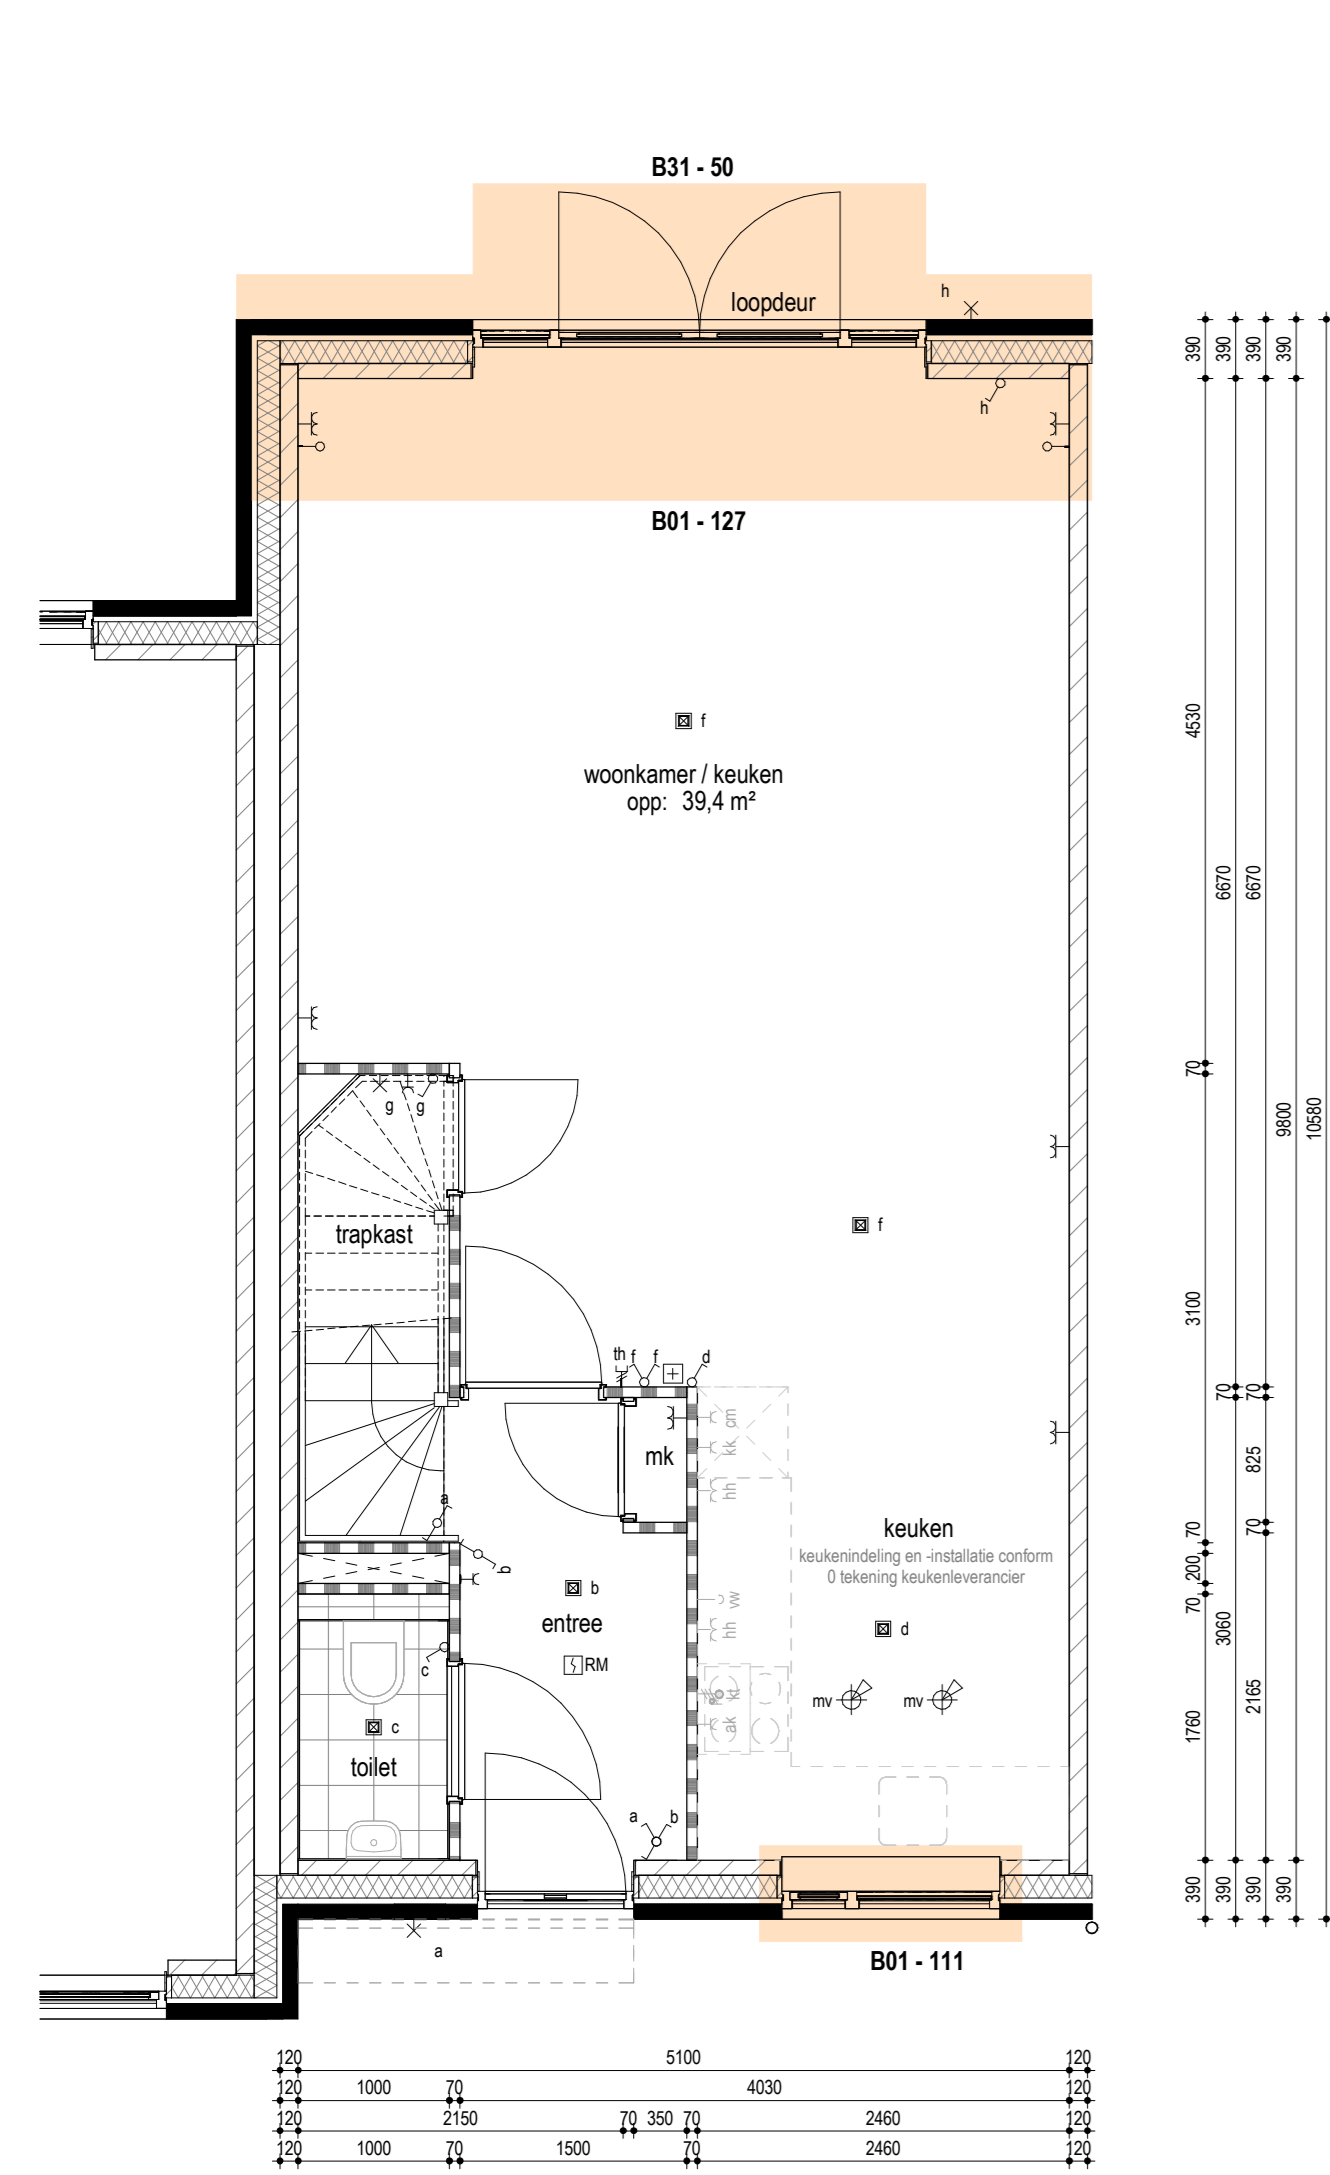 B31 - 50
loopdeur
h
h
B01 - 127
f
woonkamer / keuken
opp: 39,4 m²
g
g
trapkast
f
th
f
f
d
mk
cm
kk
hh
a
b
b
entree
RM
keuken
keukenindeling en -installatie conform
0 tekening keukenleverancier
vw
hh
d
mv
mv
kt
ak
c
c
toilet
a
b
a
B01 - 111
390
390
390
390
4530
6670
6670
70
9800
10580
3100
70
70
825
70
70
200
70
3060
2165
1760
390
390
390
390
120
5100
120
120
1000
70
4030
120
120
2150
70
350
70
2460
120
120
1000
70
1500
70
2460
120